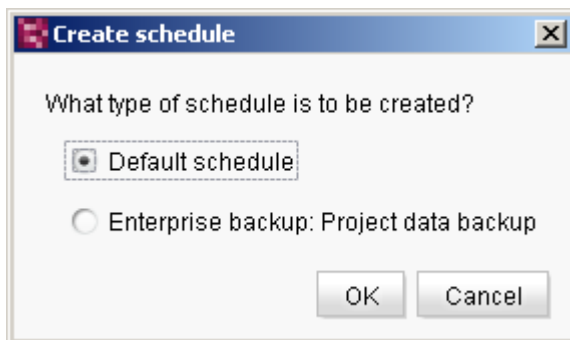 Create schedule
What type of schedule is to be created?
Default schedule
Enterprise backup: Project data backup
OK Cancel